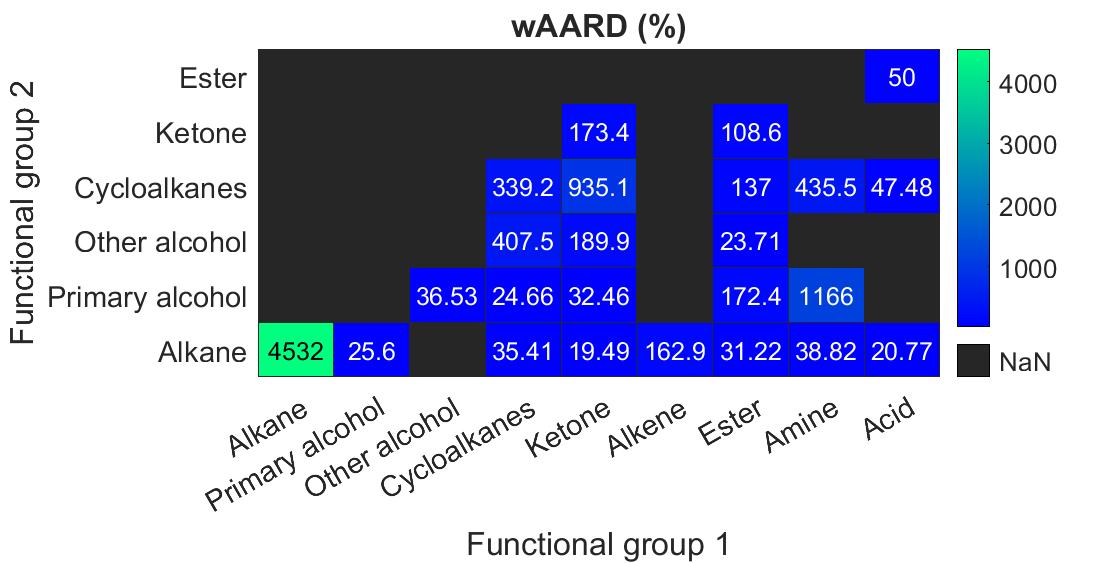 wAARD (%)
Functional group 2
Ester 50
Ketone 173.4 108.6
Cycloalkanes 339.2 935.1 137 435.5 47.48
Other alcohol 407.5 189.9 23.71
Primary alcohol 36.53 24.66 32.46 172.4 1166
Alkane 4532 25.6 35.41 19.49 162.9 31.22 38.82 20.77
Alkane Primary alcohol Other alcohol Cycloalkanes Ketone Alkene Ester Amine Acid
Functional group 1
4000
3000
2000
1000
NaN